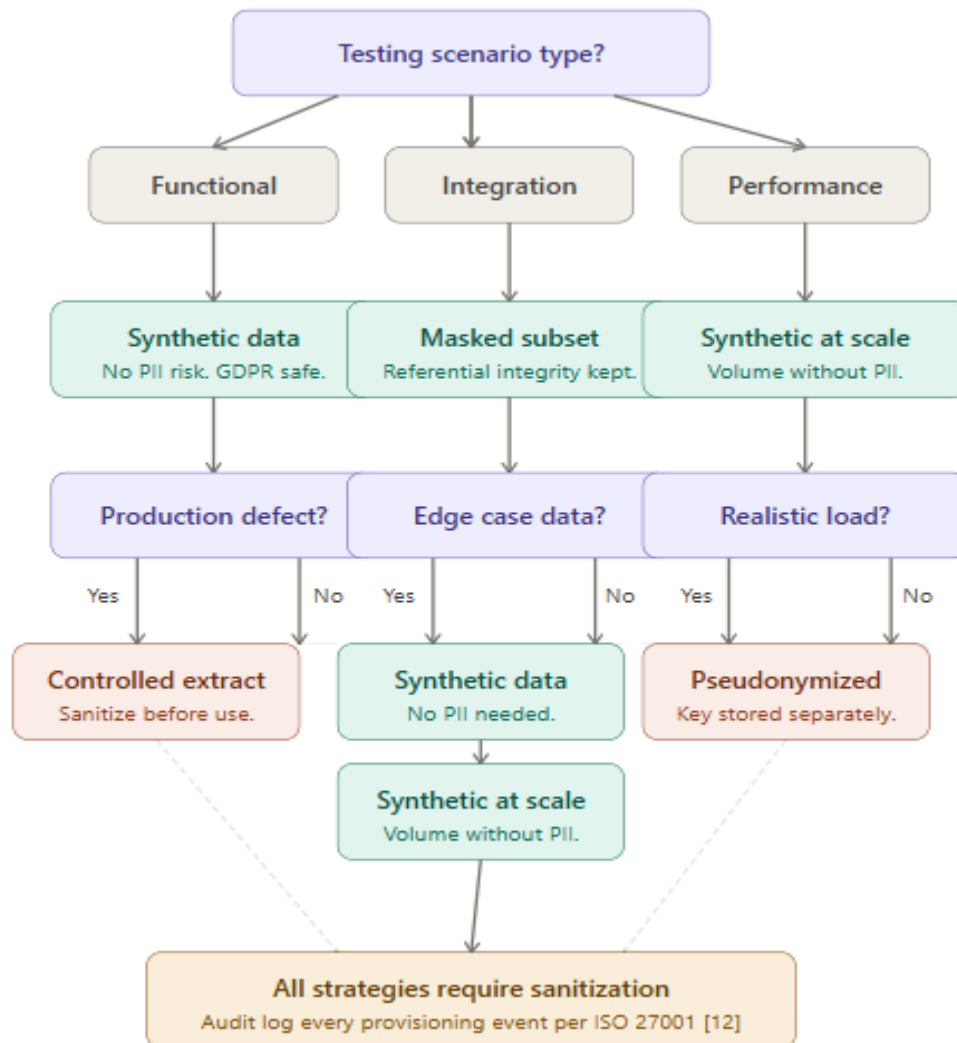 Testing scenario type?
Functional
Integration
Performance
Synthetic data
No PII risk. GDPR safe.
Masked subset
Referential integrity kept.
Synthetic at scale
Volume without PII.
Production defect?
Edge case data?
Realistic load?
Yes
No
Yes
No
Yes
No
Controlled extract
Sanitize before use.
Synthetic data
No PII needed.
Pseudonymized
Key stored separately.
Synthetic at scale
Volume without PII.
All strategies require sanitization
Audit log every provisioning event per ISO 27001 [12]